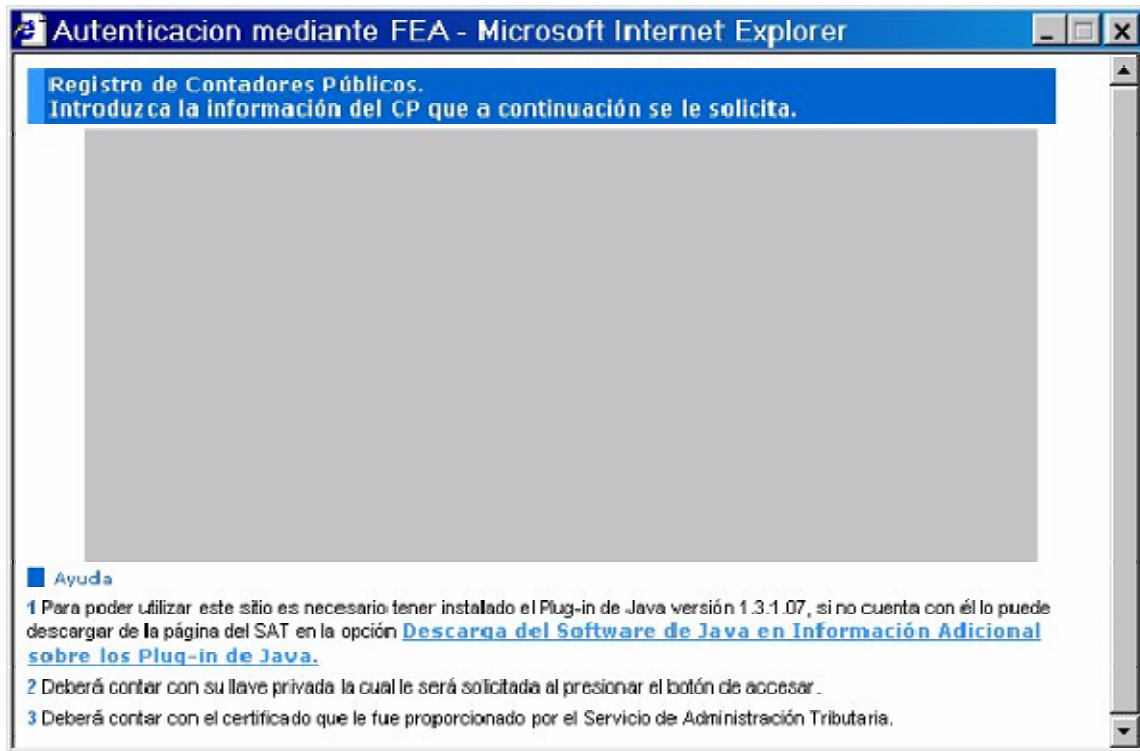 Autenticacion mediante FEA - Microsoft Internet Explorer
Registro de Contadores Públicos.
Introduzca la información del CP que a continuación se le solicita.
Ayuda
1 Para poder utilizar este sitio es necesario tener instalado el Plug-in de Java versión 1.3.1.07, si no cuenta con él lo puede
descargar de la página del SAT en la opción Descarga del Software de Java en Información Adicional
sobre los Plug-in de Java.
2 Deberá contar con su llave privada la cual le será solicitada al presionar el botón de accesar.
3 Deberá contar con el certificado que le fue proporcionado por el Servicio de Administración Tributaria.